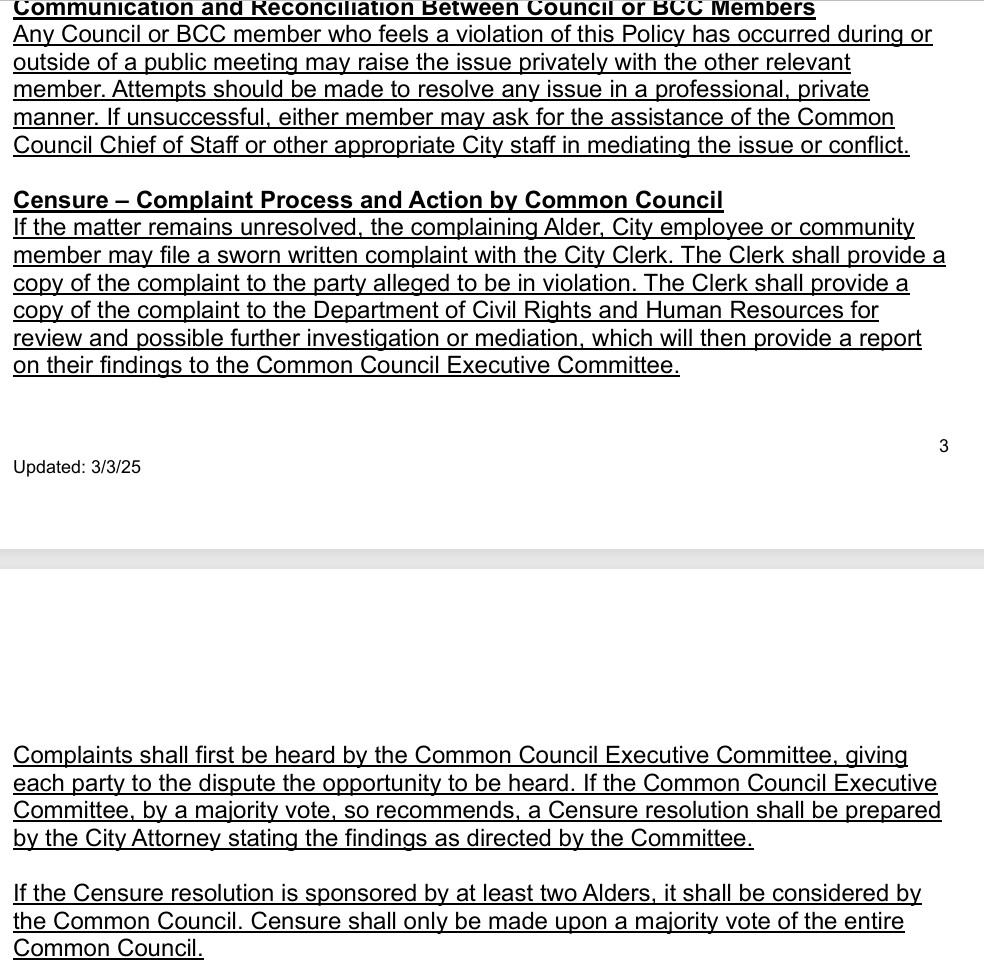 Communication and Reconciliation Between Council or BCC Members
Any Council or BCC member who feels a violation of this Policy has occurred during or
outside of a public meeting may raise the issue privately with the other relevant
member. Attempts should be made to resolve any issue in a professional, private
manner. If unsuccessful, either member may ask for the assistance of the Common
Council Chief of Staff or other appropriate City staff in mediating the issue or conflict.
Censure – Complaint Process and Action by Common Council
If the matter remains unresolved, the complaining Alder, City employee or community
member may file a sworn written complaint with the City Clerk. The Clerk shall provide a
copy of the complaint to the party alleged to be in violation. The Clerk shall provide a
copy of the complaint to the Department of Civil Rights and Human Resources for
review and possible further investigation or mediation, which will then provide a report
on their findings to the Common Council Executive Committee.
3
Updated: 3/3/25
Complaints shall first be heard by the Common Council Executive Committee, giving
each party to the dispute the opportunity to be heard. If the Common Council Executive
Committee, by a majority vote, so recommends, a Censure resolution shall be prepared
by the City Attorney stating the findings as directed by the Committee.
If the Censure resolution is sponsored by at least two Alders, it shall be considered by
the Common Council. Censure shall only be made upon a majority vote of the entire
Common Council.